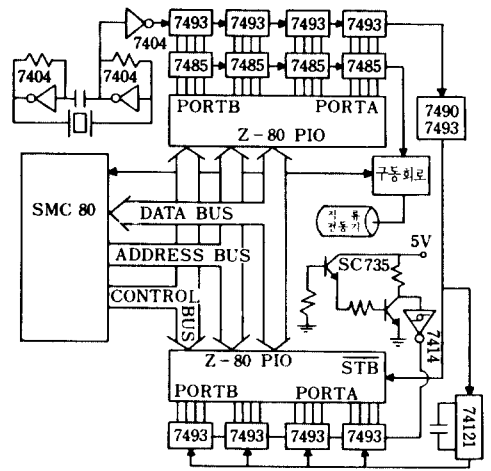 7493 7493 7493 7493
7404
7404 7404
7485 7485 7485 7485
PORTB PORTA
Z-80 PIO
7490
7493
구동회로
SMC 80
직 류
전동기
DATA BUS
5V
ADDRESS BUS
SC735
CONTROL
BUS
7414
Z-80 PIO
STB
PORTB PORTA
7493 7493 7493 7493
74121